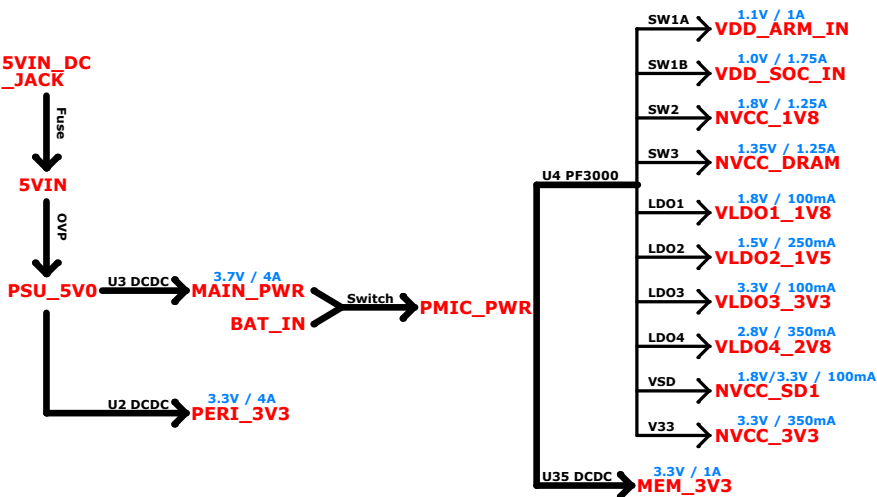 5VIN_DC
_JACK
Fuse
5VIN
OVP
PSU_5V0
U3 DCDC
3.7V / 4A
MAIN_PWR
BAT_IN
U2 DCDC
3.3V / 4A
PERI_3V3
Switch
PMIC_PWR
U4 PF3000
SW1A
1.1V / 1A
VDD_ARM_IN
SW1B
1.0V / 1.75A
VDD_SOC_IN
SW2
1.8V / 1.25A
NVCC_1V8
SW3
1.35V / 1.25A
NVCC_DRAM
LDO1
1.8V / 100mA
VLDO1_1V8
LDO2
1.5V / 250mA
VLDO2_1V5
LDO3
3.3V / 100mA
VLDO3_3V3
LDO4
2.8V / 350mA
VLDO4_2V8
VSD
1.8V/3.3V / 100mA
NVCC_SD1
V33
3.3V / 350mA
NVCC_3V3
U35 DCDC
3.3V / 1A
MEM_3V3